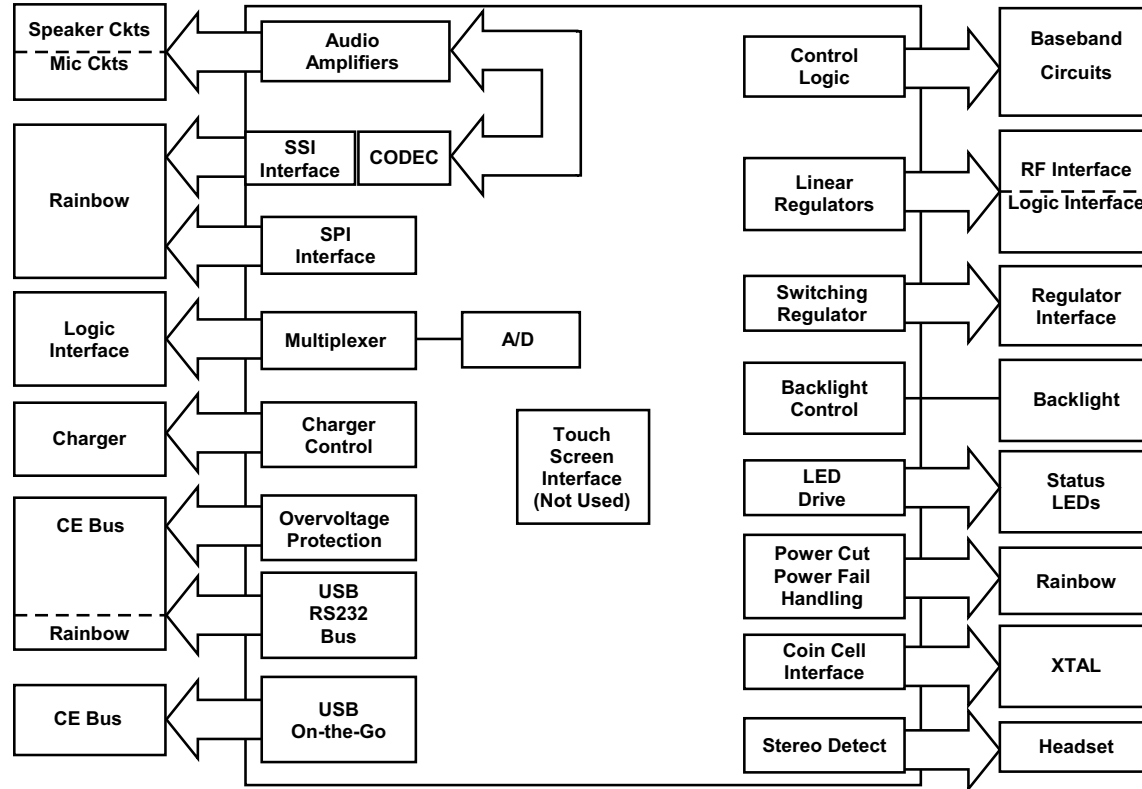 Speaker Ckts
Mic Ckts
Audio
Amplifiers
Rainbow
SSI
Interface
CODEC
SPI
Interface
Logic
Interface
Multiplexer
A/D
Charger
Charger
Control
CE Bus
Rainbow
Overvoltage
Protection
USB
RS232
Bus
CE Bus
USB
On-the-Go
Touch
Screen
Interface
(Not Used)
Control
Logic
Baseband
Circuits
Linear
Regulators
RF Interface
Logic Interface
Switching
Regulator
Regulator
Interface
Backlight
Control
Backlight
LED
Drive
Status
LEDs
Power Cut
Power Fail
Handling
Rainbow
Coin Cell
Interface
XTAL
Stereo Detect
Headset